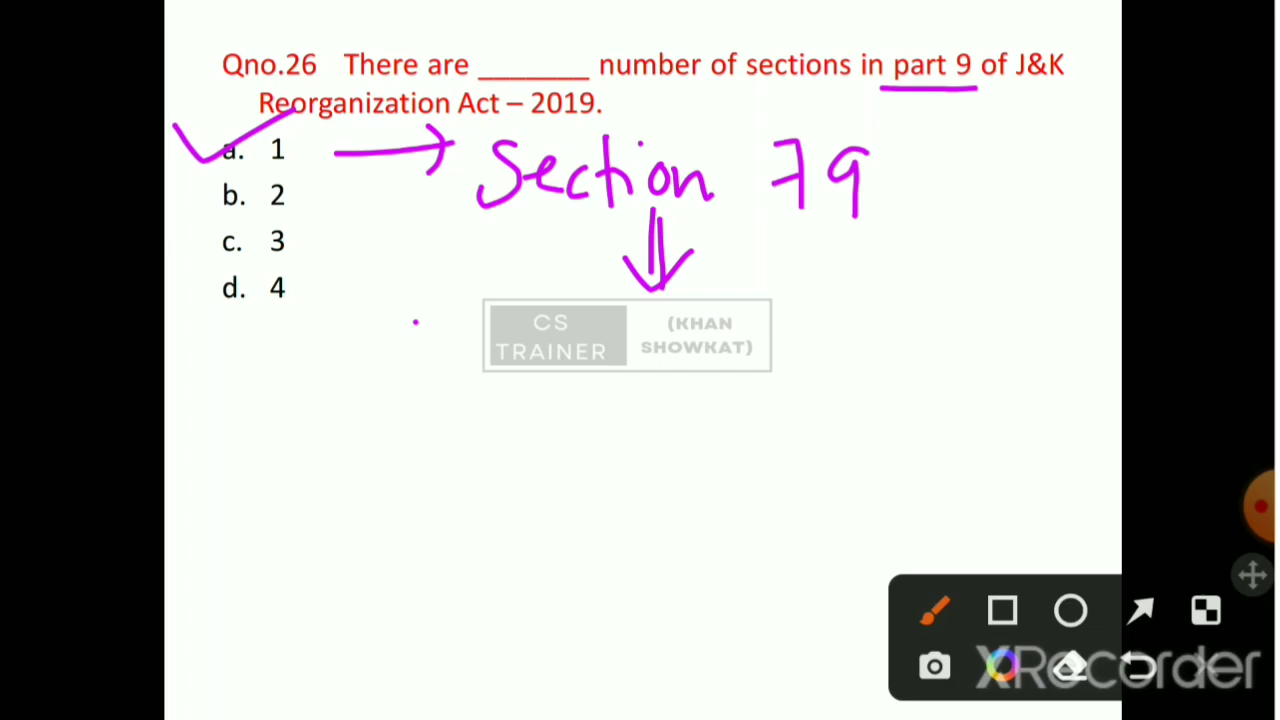 Qno.26 There are _______ number of sections in part 9 of J&K
Reorganization Act – 2019.
a. 1
Section 79
b. 2
c. 3
d. 4
CS TRAINER
(KHAN SHOWKAT)
XRecorder